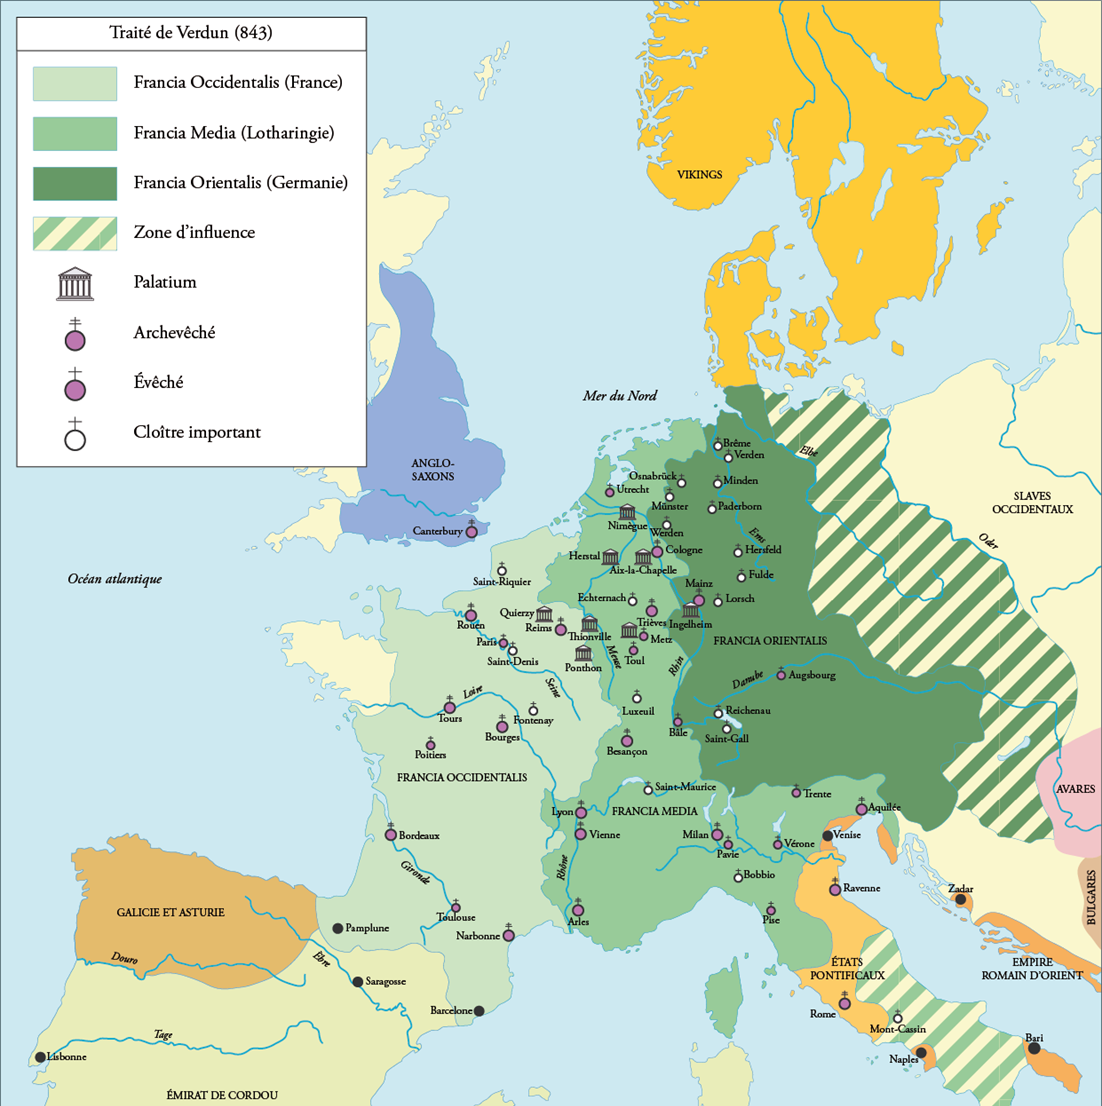 Traité de Verdun (843)
Francia Occidentalis (France)
Francia Media (Lotharingie)
Francia Orientalis (Germanie)
Zone d'influence
Palatium
Archevêché
Évêché
Cloître important
VIKINGS
Mer du Nord
ANGLO-
SAXONS
Canterbury
Océan atlantique
Brême
Verden
Elbe
Osnabrück
Minden
Utrecht
Münster
Paderborn
Nimègue
Werden
Ems
SLAVES
OCCIDENTAUX
Oder
Herstal
Cologne
Hersfeld
Aix-la-Chapelle
Saint-Riquier
Fulde
Mainz
Echternach
Lorsch
Quierzy
Rouen
Reims
Trièves
Ingelheim
Thionville
Metz
FRANCIA ORIENTALIS
Paris
Saint-Denis
Ponthon
Toul
Meuse
Rhin
Danube
Augsbourg
Seine
Loire
Luxeuil
Reichenau
Tours
Fontenay
Bâle
Saint-Gall
Bourges
Besançon
Poitiers
FRANCIA OCCIDENTALIS
Saint-Maurice
Trente
AVARES
Lyon
FRANCIA MEDIA
Aquilée
Bordeaux
Vienne
Milan
Venise
Pavie
Vérone
Gironde
Rhône
Bobbio
Ravenne
Zadar
BULGARES
GALICIE ET ASTURIE
Toulouse
Arles
Pise
Pamplune
Narbonne
Douro
Èbre
ÉTATS
PONTIFICAUX
EMPIRE
ROMAIN D'ORIENT
Saragosse
Barcelone
Rome
Mont-Cassin
Tage
Lisbonne
Naples
Bari
ÉMIRAT DE CORDOU